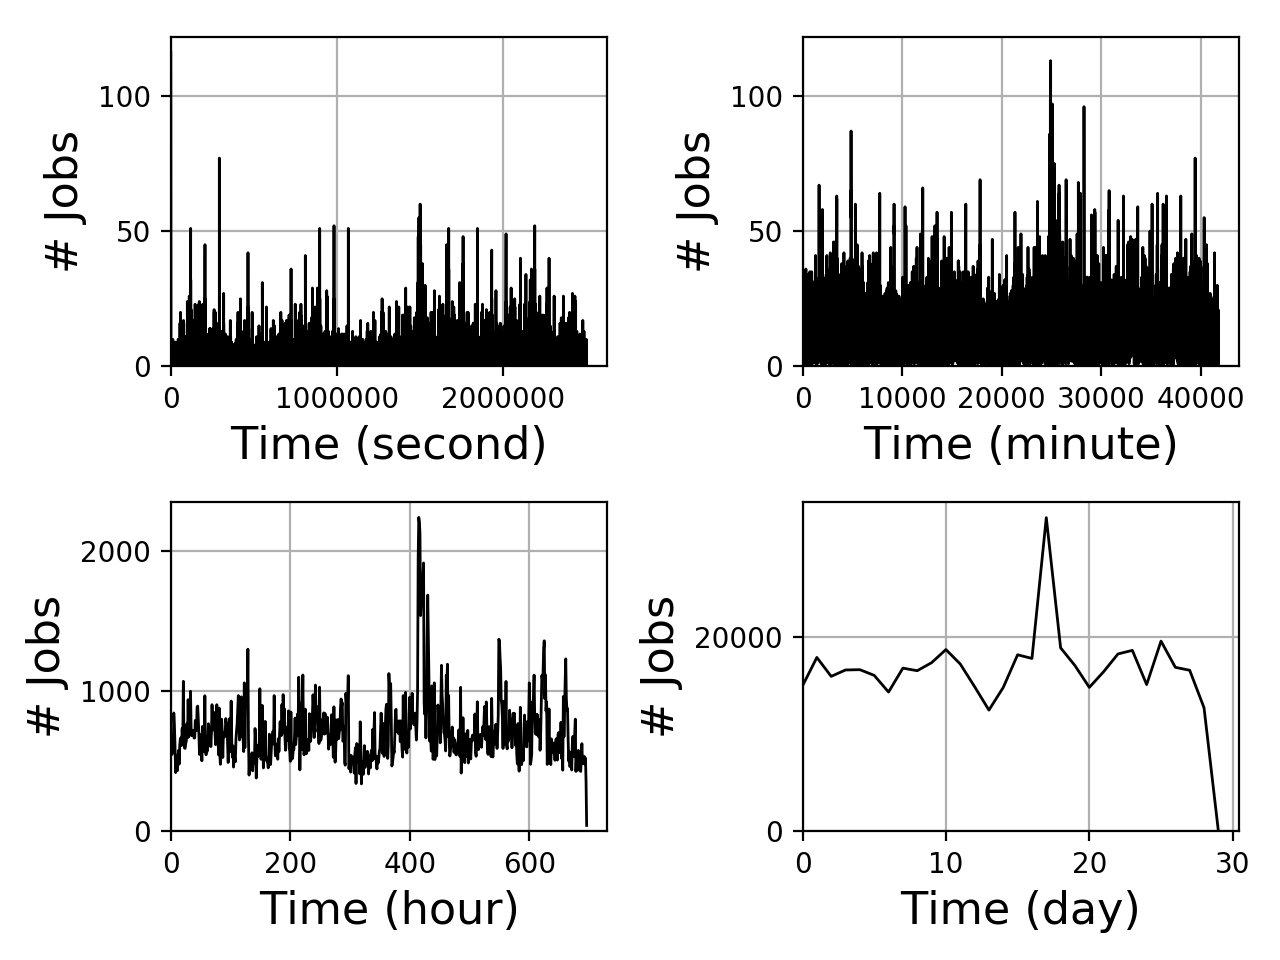 # Jobs
100
50
0
0 1000000 2000000
Time (second)
# Jobs
100
50
0
0 10000 20000 30000 40000
Time (minute)
# Jobs
2000
1000
0
0 200 400 600
Time (hour)
# Jobs
20000
0
0 10 20 30
Time (day)